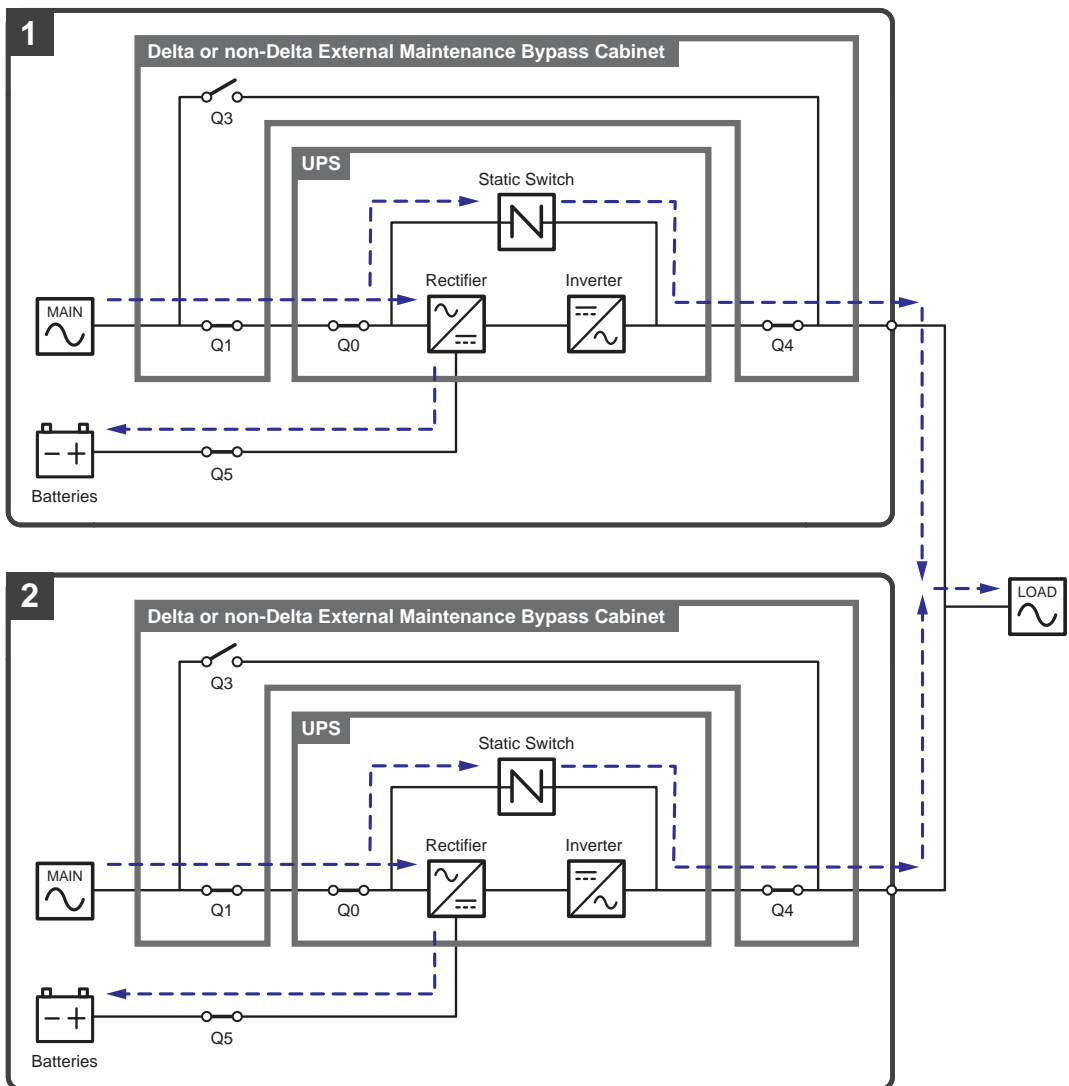 1
Delta or non-Delta External Maintenance Bypass Cabinet
Q3
UPS
Static Switch
Rectifier
Inverter
MAIN
Q1
Q0
Q4
Q5
Batteries
LOAD
2
Delta or non-Delta External Maintenance Bypass Cabinet
Q3
UPS
Static Switch
Rectifier
Inverter
MAIN
Q1
Q0
Q4
Q5
Batteries